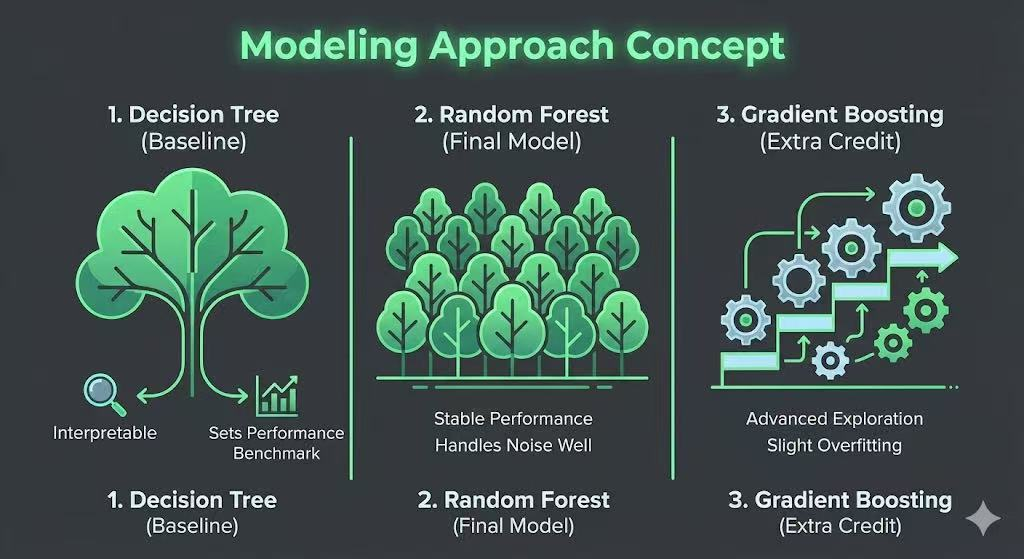 Modeling Approach Concept
1. Decision Tree
(Baseline)
Interpretable
Sets Performance
Benchmark
2. Random Forest
(Final Model)
Stable Performance
Handles Noise Well
3. Gradient Boosting
(Extra Credit)
Advanced Exploration
Slight Overfitting
1. Decision Tree
(Baseline)
2. Random Forest
(Final Model)
3. Gradient Boosting
(Extra Credit)